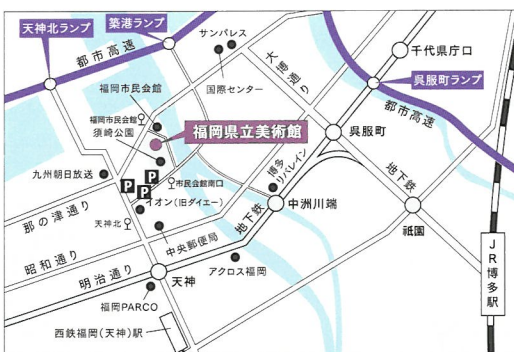 天神北ランプ
築港ランプ
サンパレス
都市高速
国際センター
大博通り
千代県庁口
呉服町ランプ
都市高速
福岡市民会館
福岡市民会館
須崎公園
福岡県立美術館
呉服町
九州朝日放送
P
P
P
市民会館南口
イオン(旧ダイエー)
博多
リバレイン
地下鉄
那の津通り
天神北
中洲川端
地下鉄
祇園
昭和通り
中央郵便局
明治通り
アクロス福岡
天神
福岡PARCO
西鉄福岡(天神)駅
JR博多駅